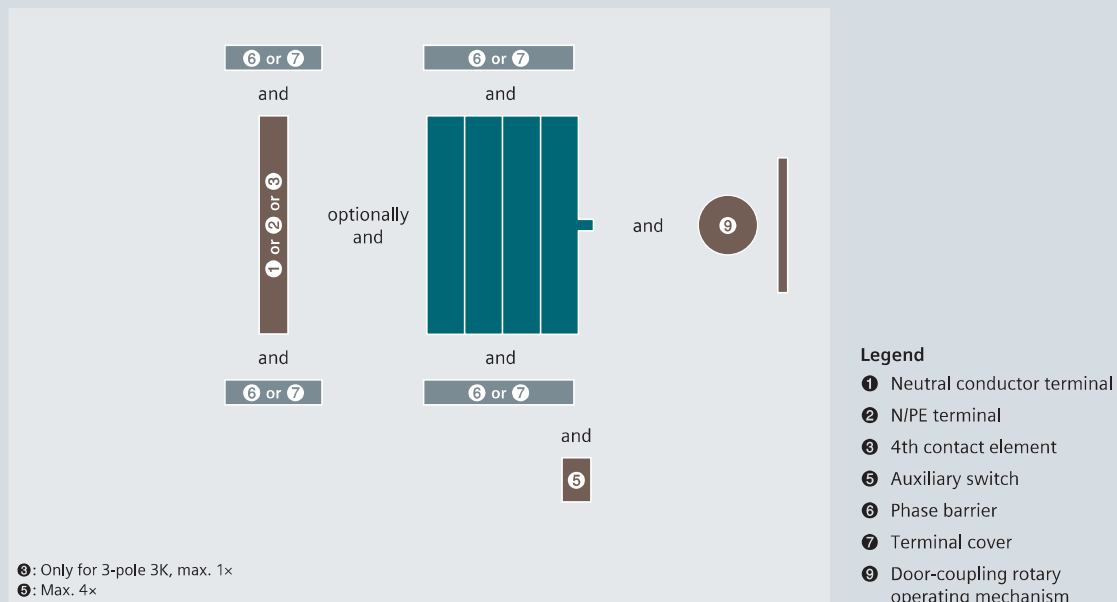 ❻ or ❼
❻ or ❼
and
and
❶ or ❷ or ❸
optionally
and
and
❾
and
and
❻ or ❼
❻ or ❼
and
❺
❸: Only for 3-pole 3K, max. 1×
❺: Max. 4×
Legend
❶ Neutral conductor terminal
❷ N/PE terminal
❸ 4th contact element
❺ Auxiliary switch
❻ Phase barrier
❼ Terminal cover
❾ Door-coupling rotary
operating mechanism